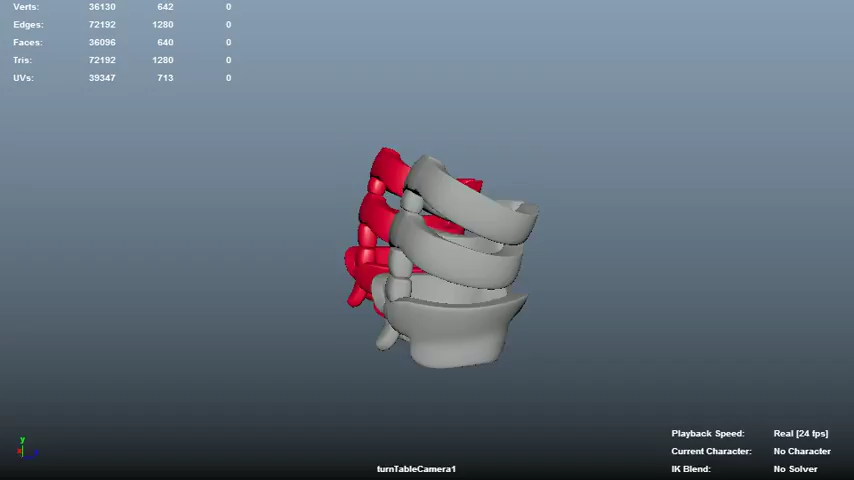 Verts: 36130 642 0
Edges: 72192 1280 0
Faces: 36096 640 0
Tris: 72192 1280 0
UVs: 39347 713 0
y
Playback Speed: Real [24 fps]
Current Character: No Character
turnTableCamera1 IK Blend: No Solver